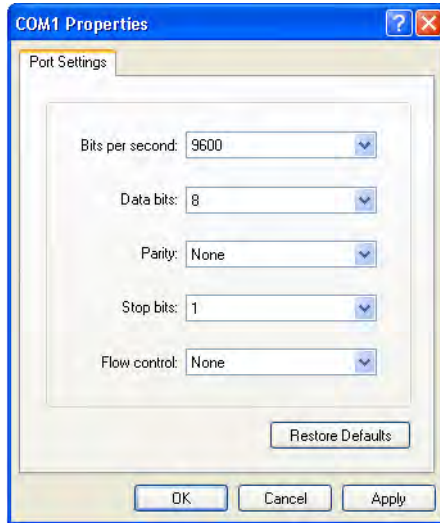 COM1 Properties
Port Settings
Bits per second: 9600
Data bits: 8
Parity: None
Stop bits: 1
Flow control: None
Restore Defaults
OK Cancel Apply